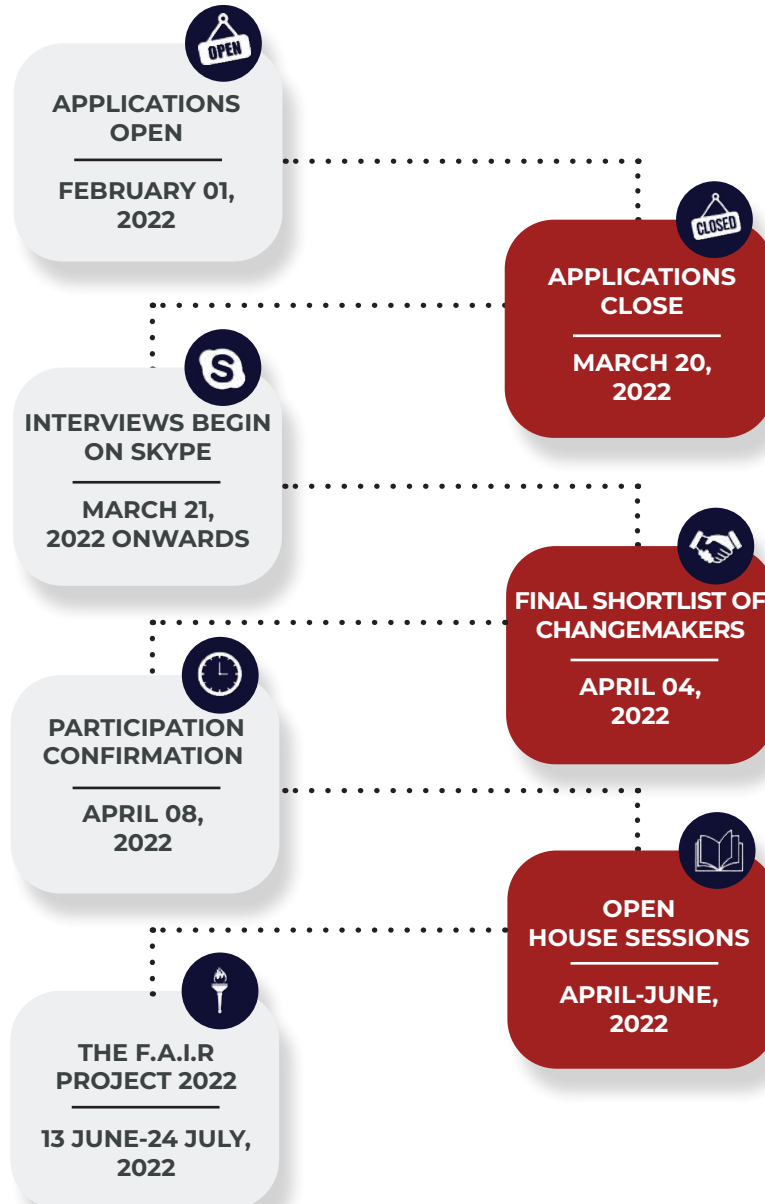 OPEN
APPLICATIONS
OPEN
FEBRUARY 01,
2022
CLOSED
APPLICATIONS
CLOSE
MARCH 20,
2022
S
INTERVIEWS BEGIN
ON SKYPE
MARCH 21,
2022 ONWARDS
FINAL SHORTLIST OF
CHANGEMAKERS
APRIL 04,
2022
PARTICIPATION
CONFIRMATION
APRIL 08,
2022
OPEN
HOUSE SESSIONS
APRIL-JUNE,
2022
THE F.A.I.R
PROJECT 2022
13 JUNE-24 JULY,
2022